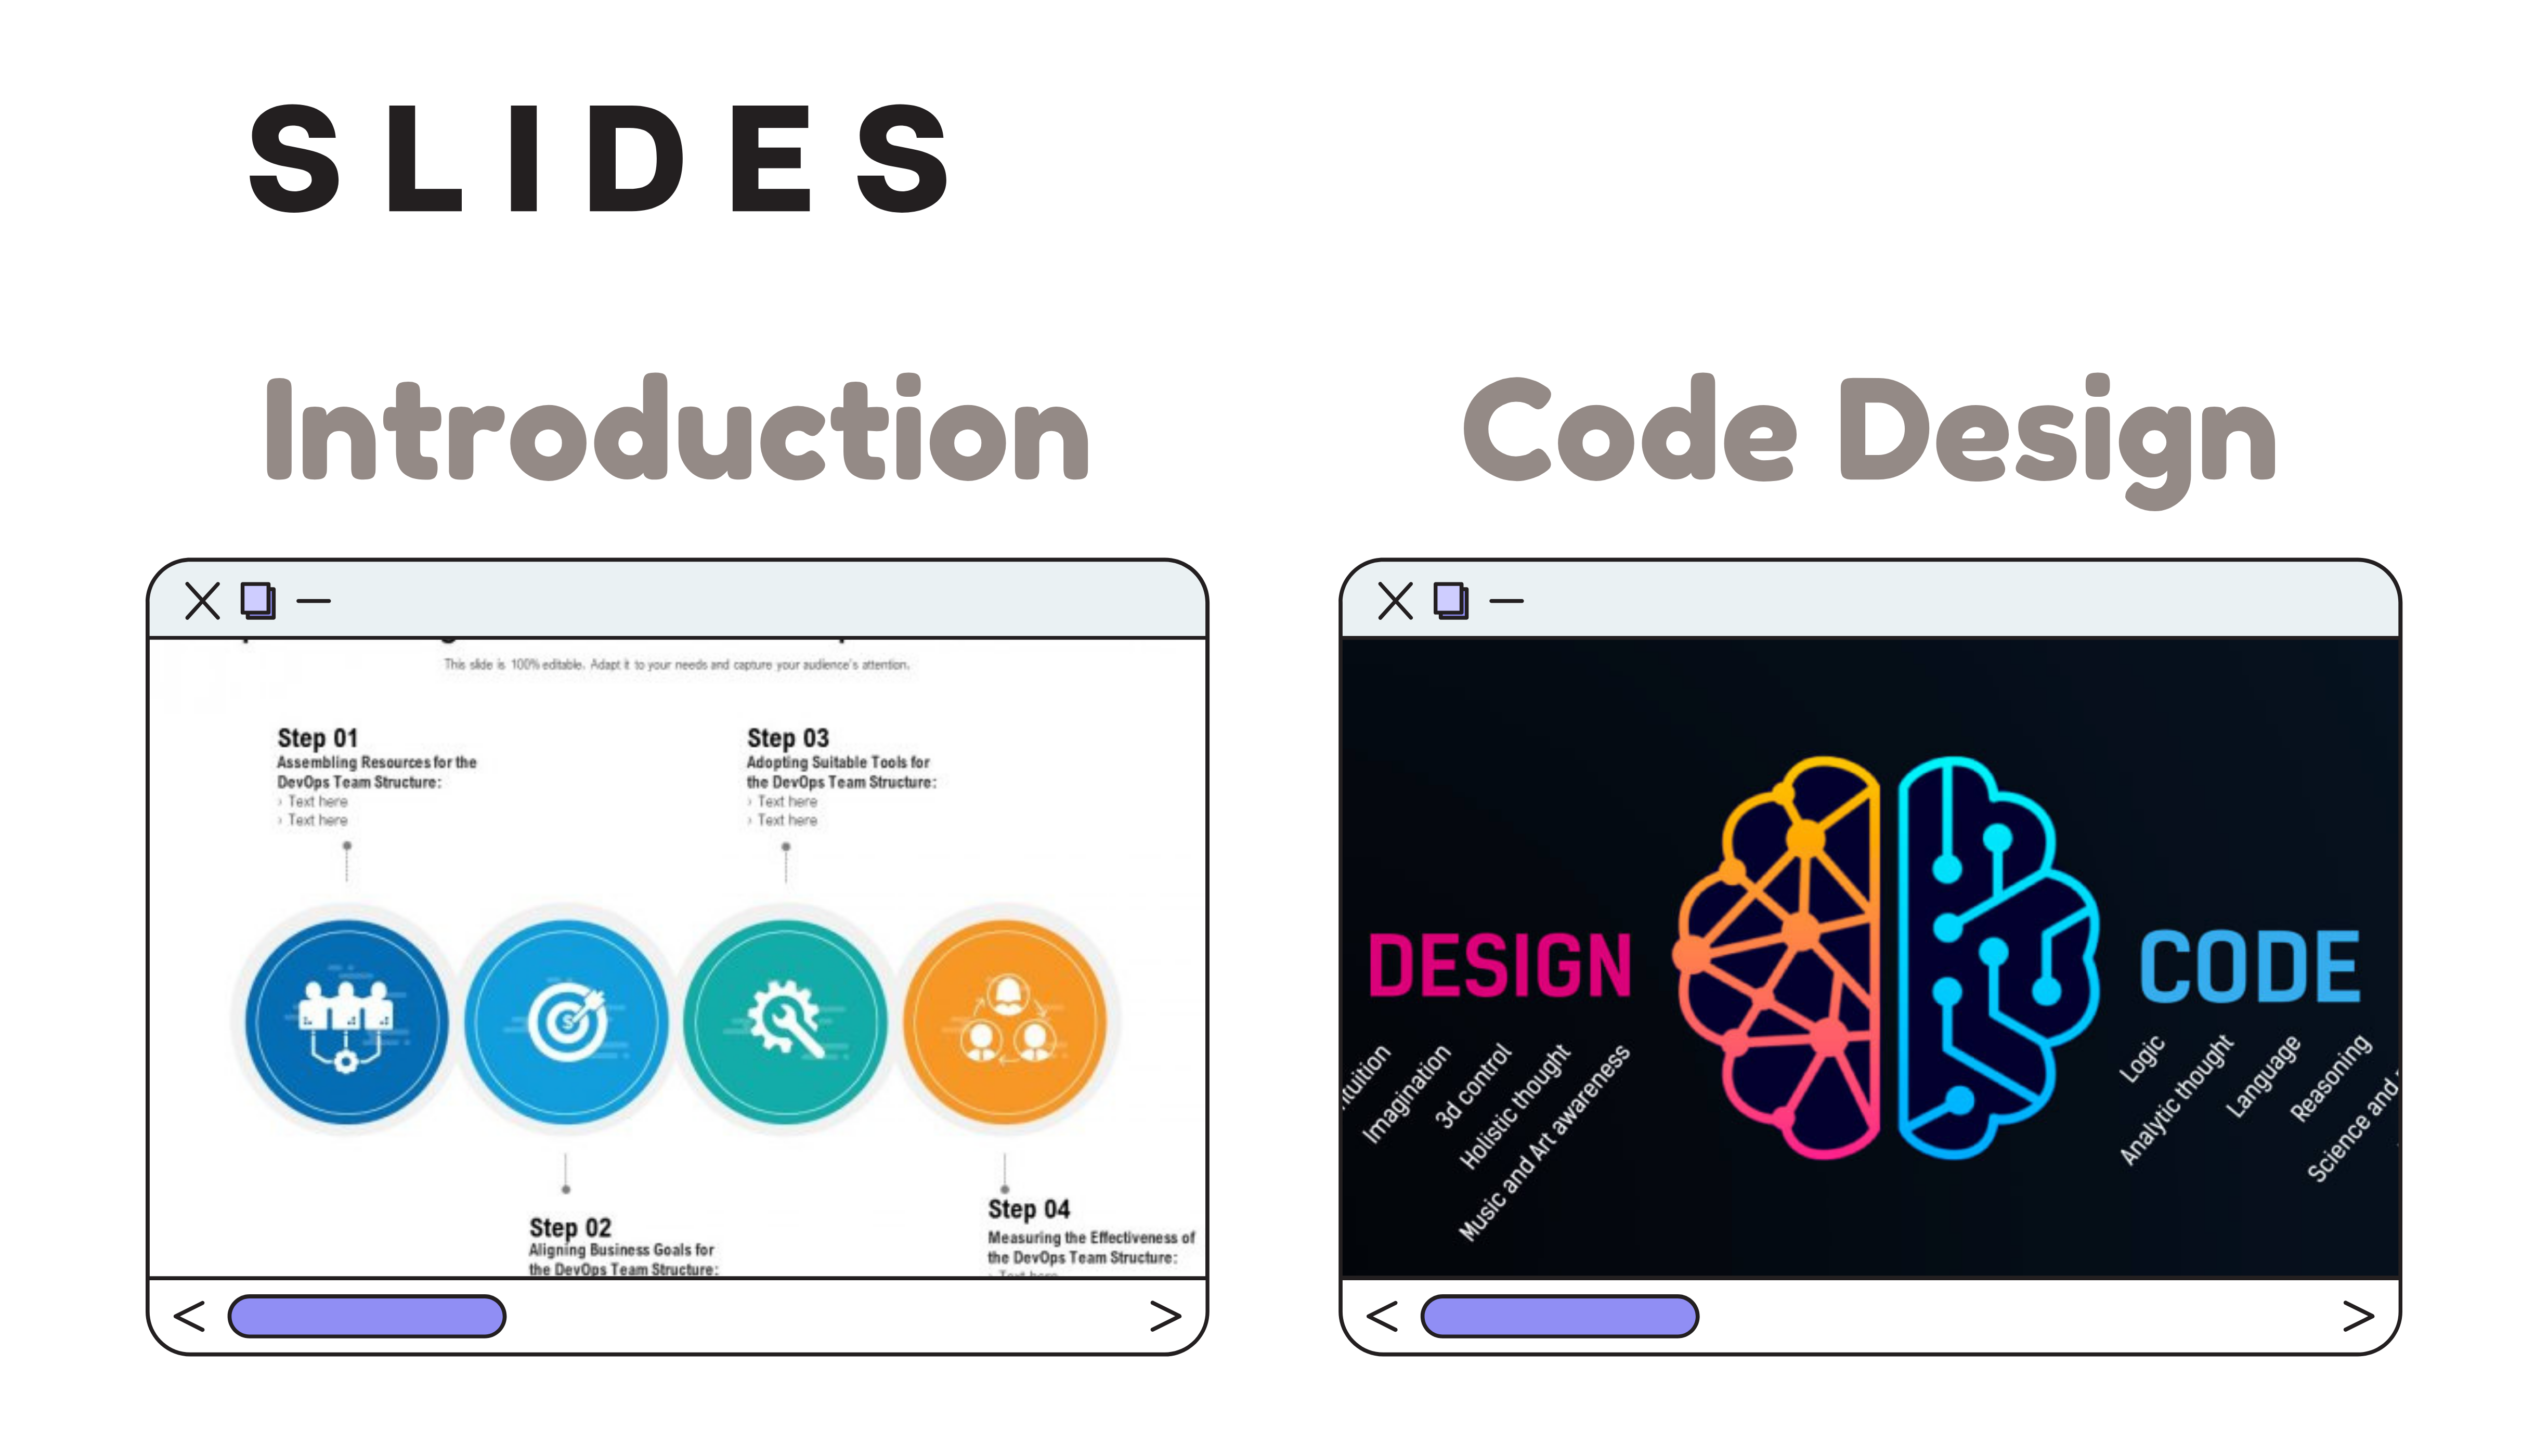 SLIDES
Introduction
This slide is 100% editable. Adapt it to your needs and capture your audience's attention.
Step 01
Assembling Resources for the
DevOps Team Structure:
› Text here
› Text here
Step 03
Adopting Suitable Tools for
the DevOps Team Structure:
› Text here
› Text here
Step 02
Aligning Business Goals for
the DevOps Team Structure:
Step 04
Measuring the Effectiveness of
the DevOps Team Structure:
› Text here
Code Design
DESIGN
Imagination
3d control
Holistic thought
Music and Art awareness
CODE
Logic
Analytic thought
Language
Reasoning
Science and